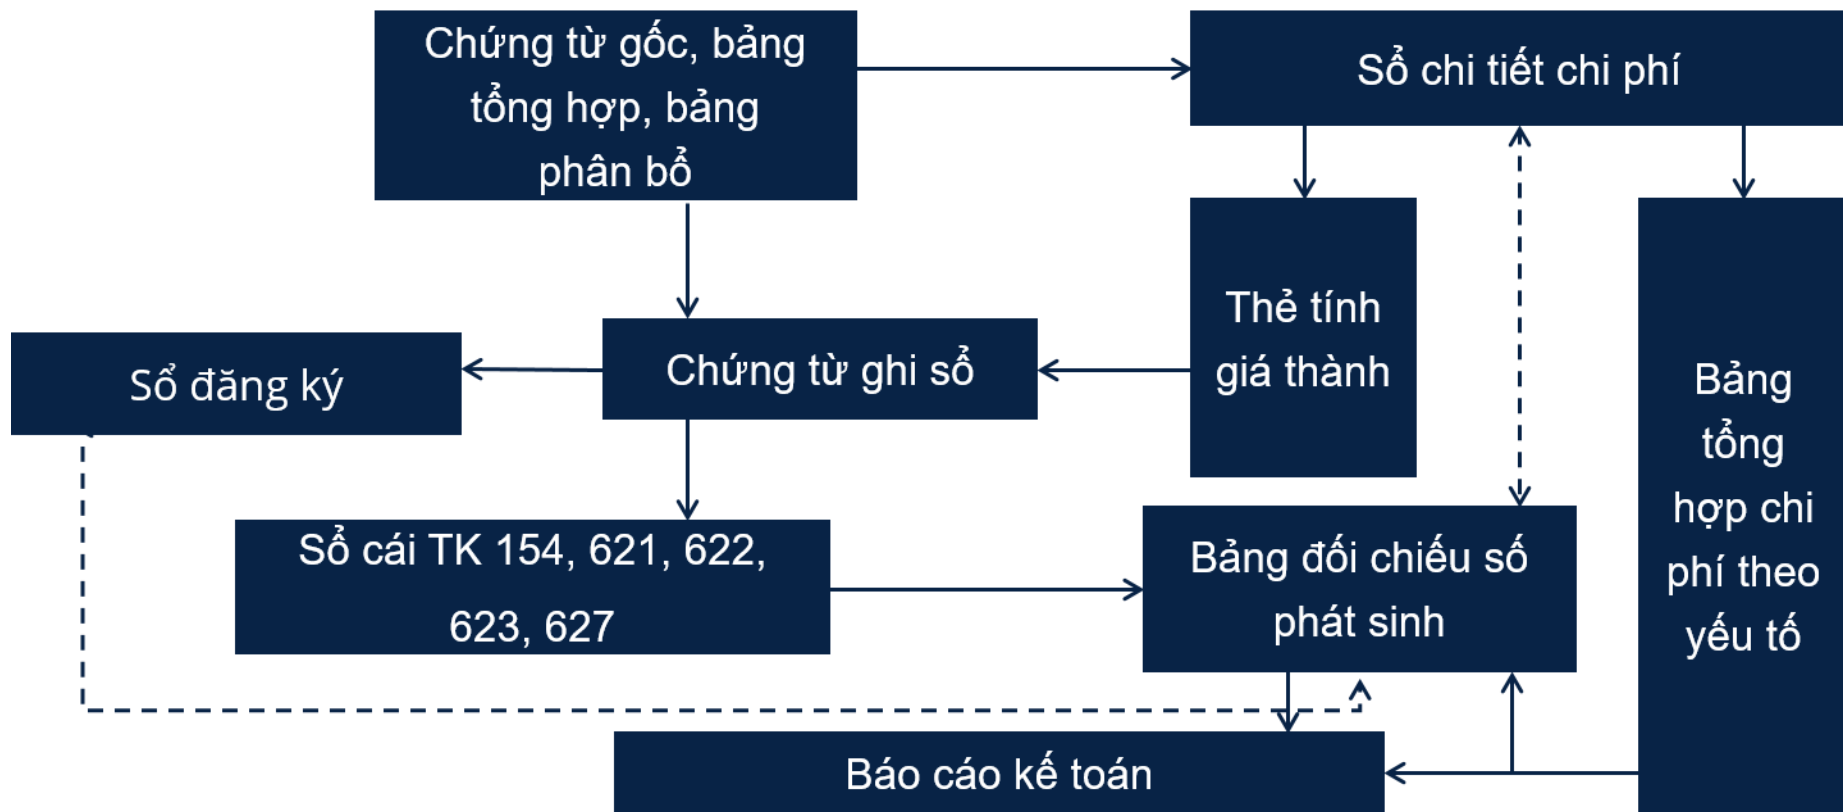 Chứng từ gốc, bảng
tổng hợp, bảng
phân bổ
Sổ chi tiết chi phí
Thẻ tính
giá thành
Chứng từ ghi sổ
Sổ đăng ký
Bảng
tổng
hợp chi
phí theo
yếu tố
Sổ cái TK 154, 621, 622,
623, 627
Bảng đối chiếu số
phát sinh
Báo cáo kế toán